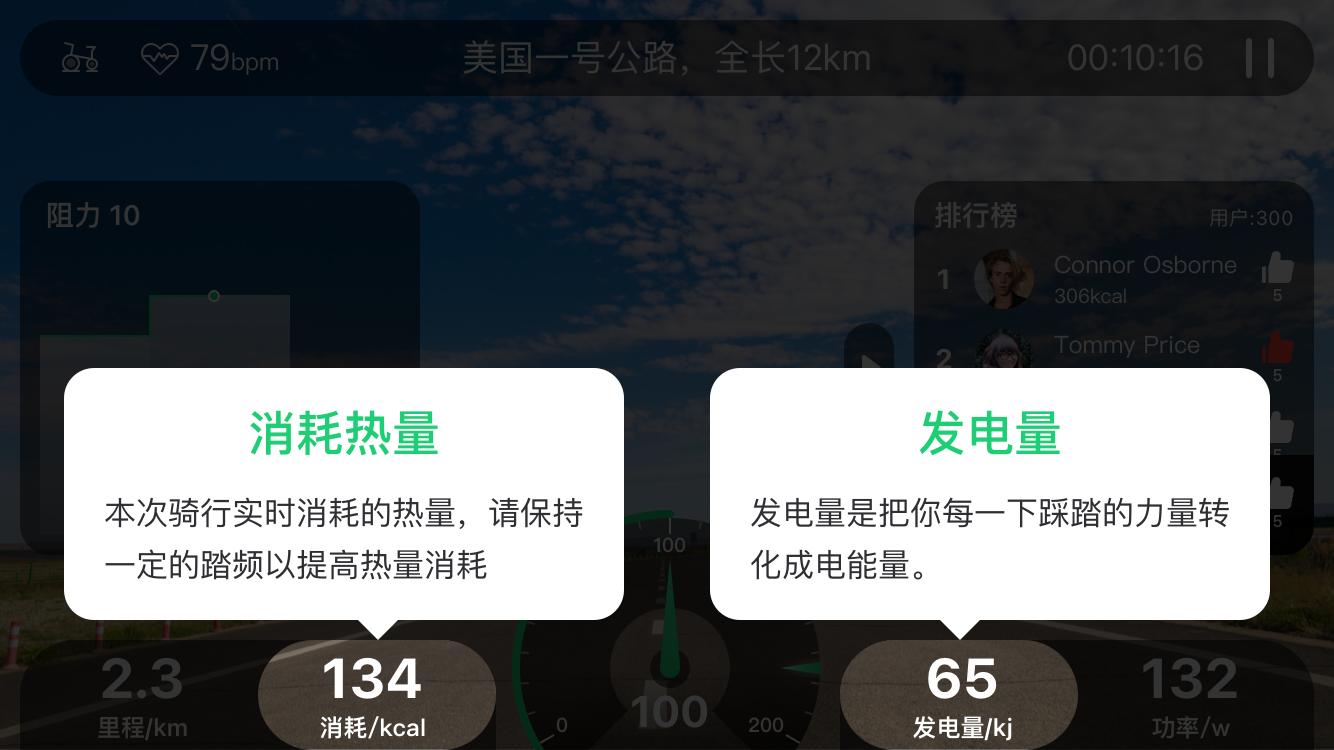 79bpm
美国一号公路，全长12km
00:10:16
阻力 10
排行榜
用户:300
1
Connor Osborne
306kcal
5
2
Tommy Price
5
消耗热量
本次骑行实时消耗的热量，请保持
一定的踏频以提高热量消耗
发电量
发电量是把你每一下踩踏的力量转
化成电能量。
5
100
0
100
200
2.3
里程/km
134
消耗/kcal
65
发电量/kj
132
功率/w